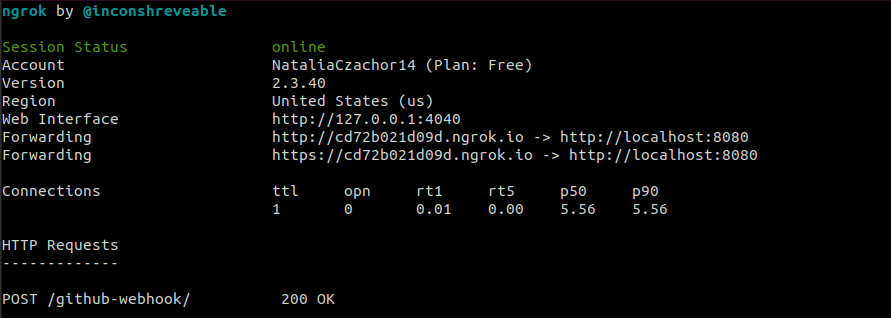 ngrok by @inconshreveable
Session Status online
Account NataliaCzachor14 (Plan: Free)
Version 2.3.40
Region United States (us)
Web Interface http://127.0.0.1:4040
Forwarding http://cd72b021d09d.ngrok.io -> http://localhost:8080
Forwarding https://cd72b021d09d.ngrok.io -> http://localhost:8080
Connections ttl opn rt1 rt5 p50 p90
1 0 0.01 0.00 5.56 5.56
HTTP Requests
-------------
POST /github-webhook/ 200 OK